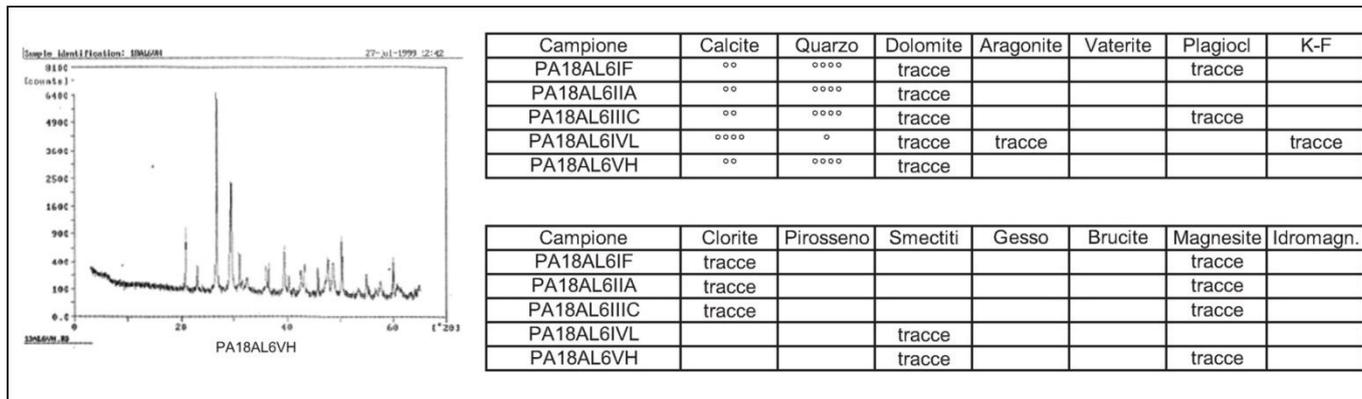 Sample identification: 18AL6VH 27-jul-1999 12:42
8100
[counts]
6400
4900
3600
2500
1600
900
400
100
0.0
0 20 40 60 [°2θ]
PA18AL6VH
Campione Calcite Quarzo Dolomite Aragonite Vaterite Plagiocl K-F
PA18AL6IF °° °°°° tracce tracce
PA18AL6IIA °° °°°° tracce
PA18AL6IIIC °° °°°° tracce tracce
PA18AL6IVL °°°° ° tracce tracce tracce
PA18AL6VH °° °°°° tracce
Campione Clorite Pirosseno Smectiti Gesso Brucite Magnesite Idromagn.
PA18AL6IF tracce tracce
PA18AL6IIA tracce tracce
PA18AL6IIIC tracce tracce
PA18AL6IVL tracce
PA18AL6VH tracce tracce